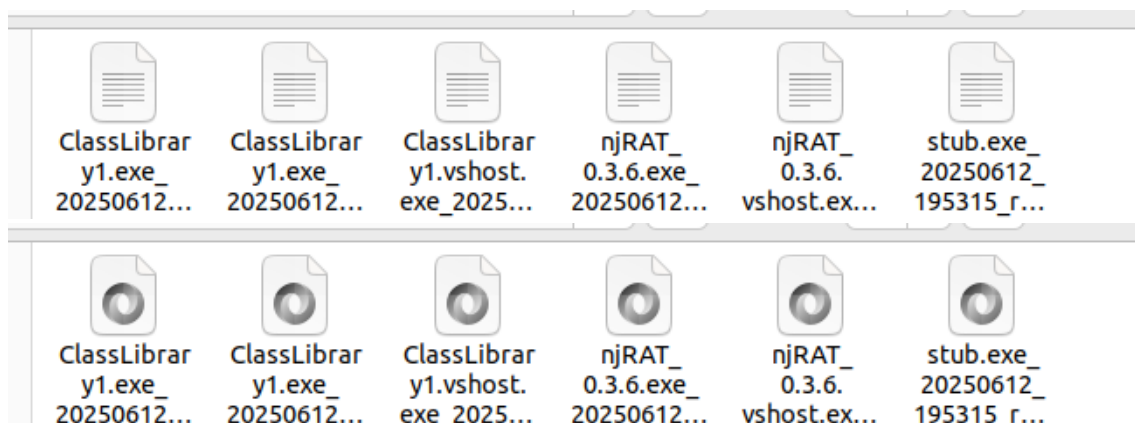 ClassLibrar ClassLibrar ClassLibrar njRAT_ njRAT_ stub.exe_
y1.exe_ y1.exe_ y1.vshost. 0.3.6.exe_ 0.3.6. 20250612_
20250612... 20250612... exe_2025... 20250612... vshost.ex... 195315_r...
ClassLibrar ClassLibrar ClassLibrar njRAT_ njRAT_ stub.exe_
y1.exe_ y1.exe_ y1.vshost. 0.3.6.exe_ 0.3.6. 20250612_
20250612... 20250612... exe_2025... 20250612... vshost.ex... 195315_r...